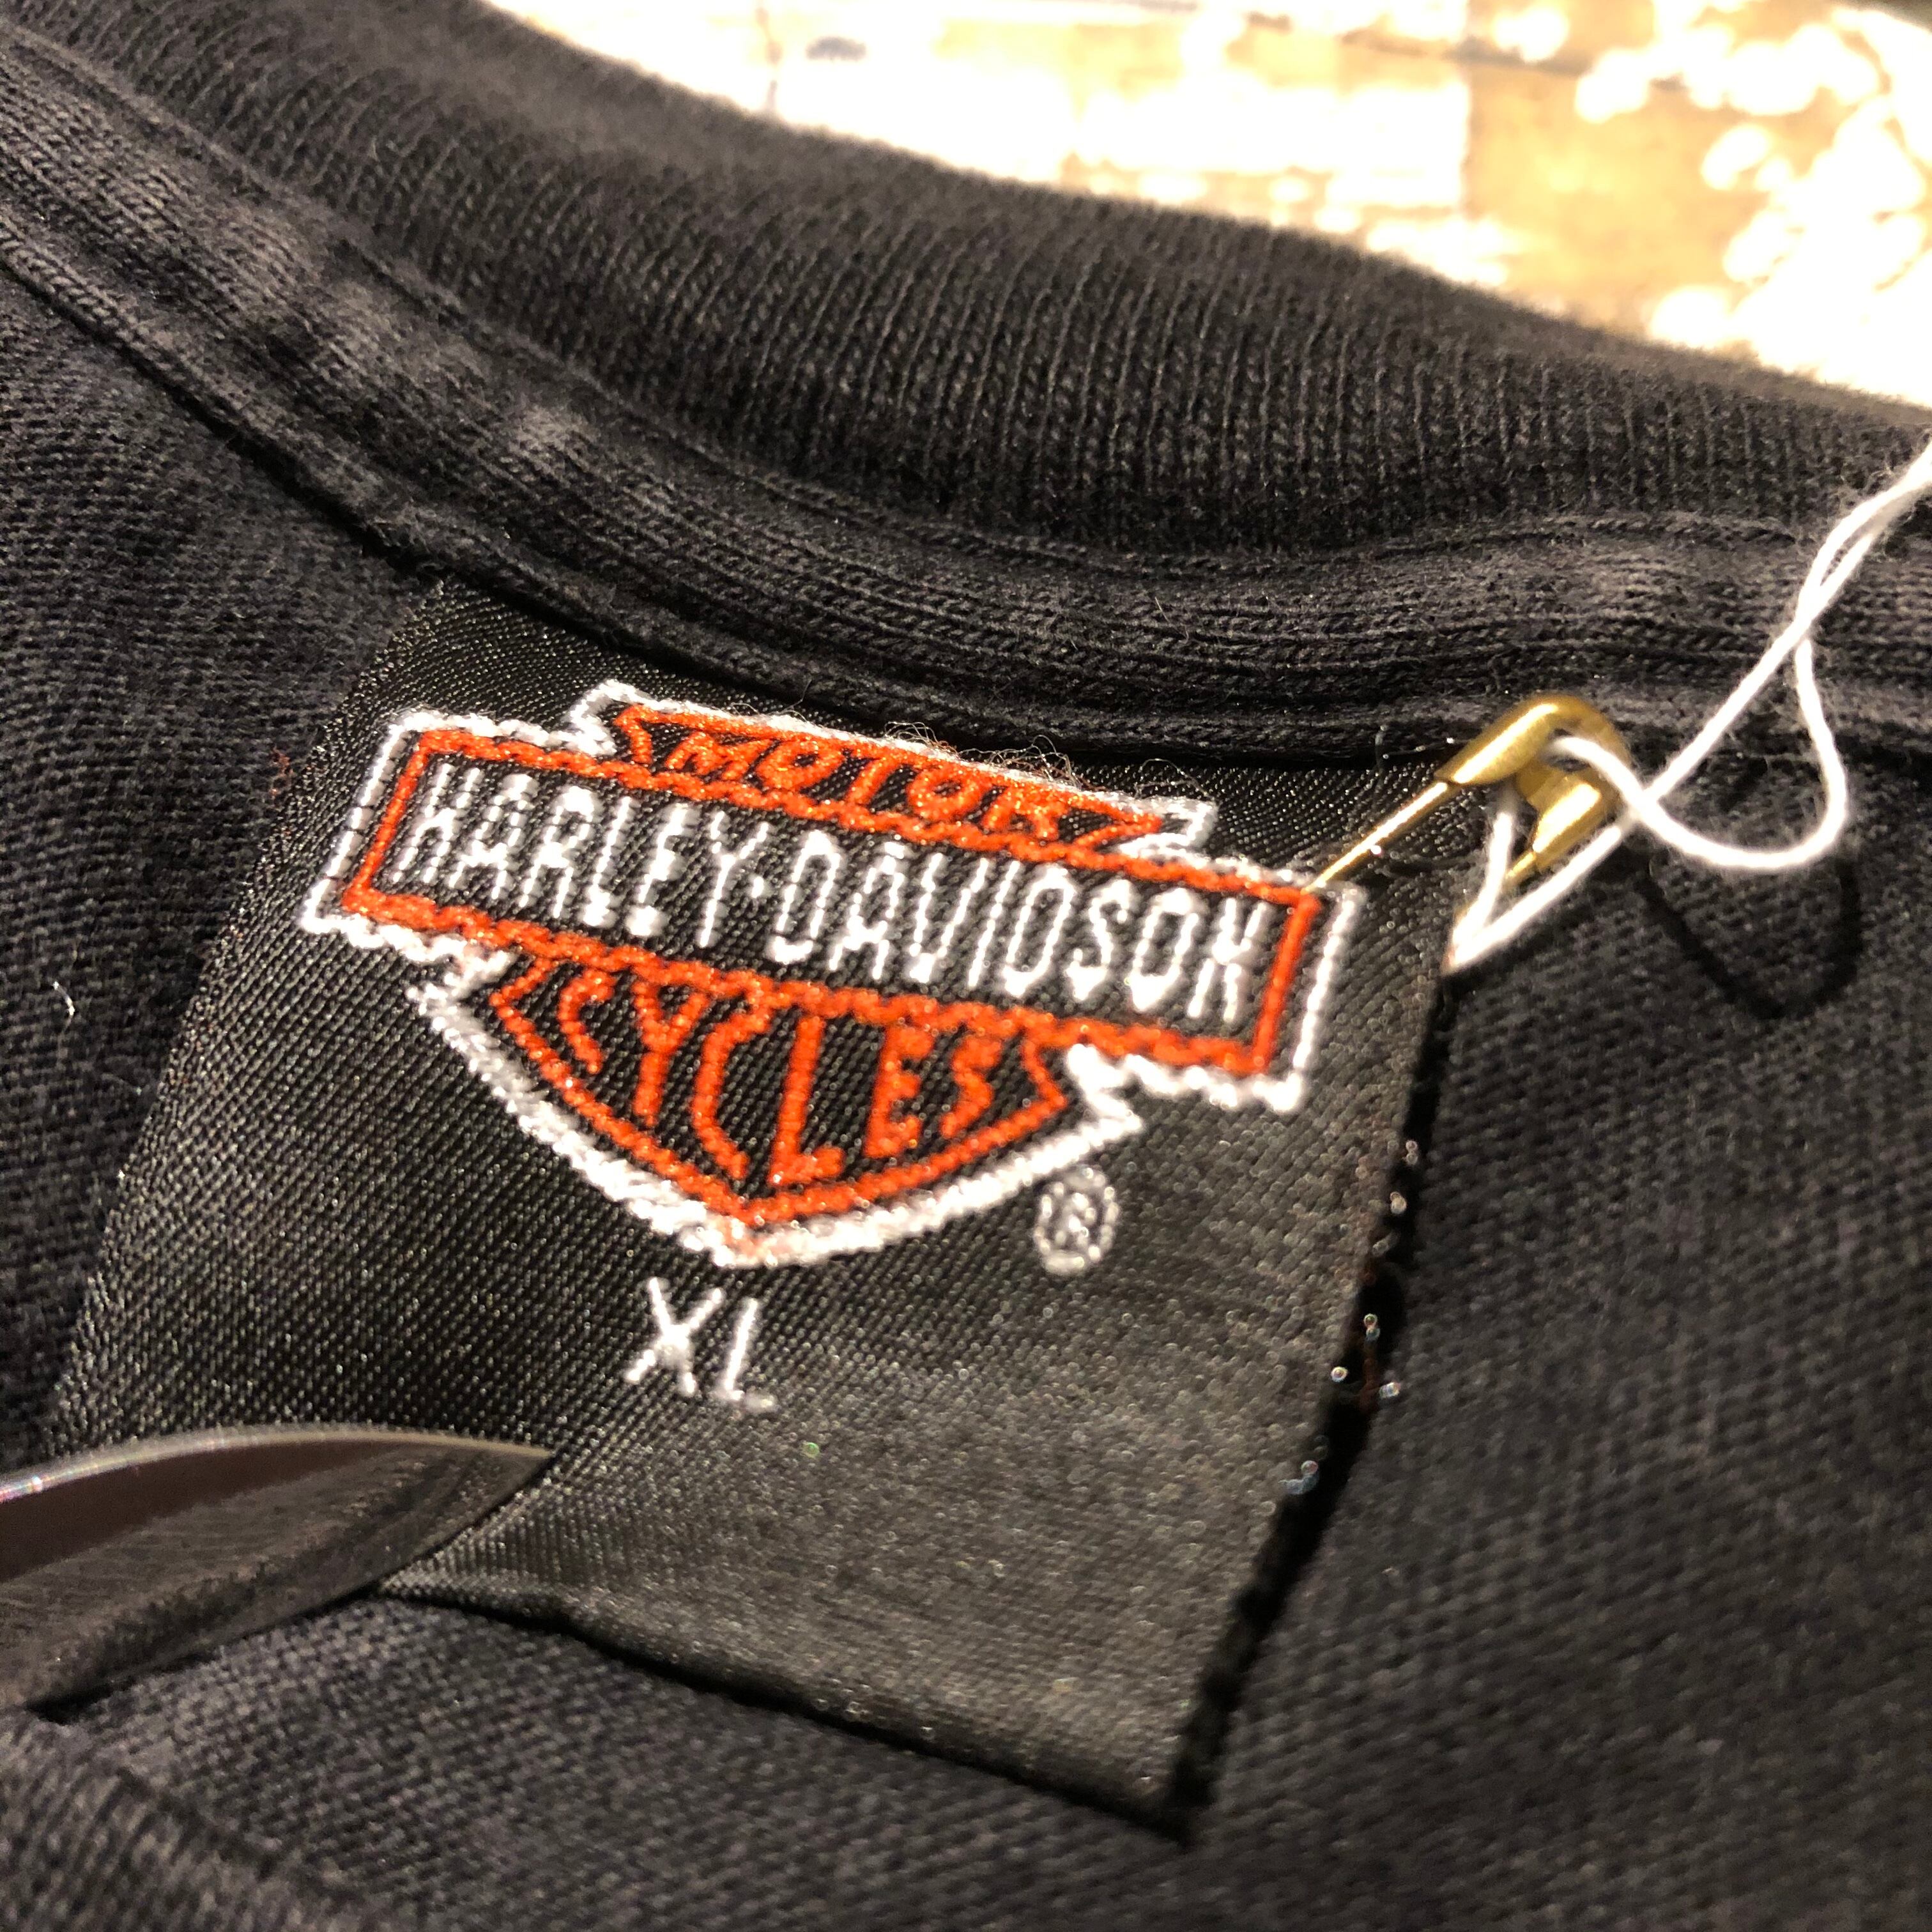 MOTOR
HARLEY-DAVIDSON
CYCLES
®
XL